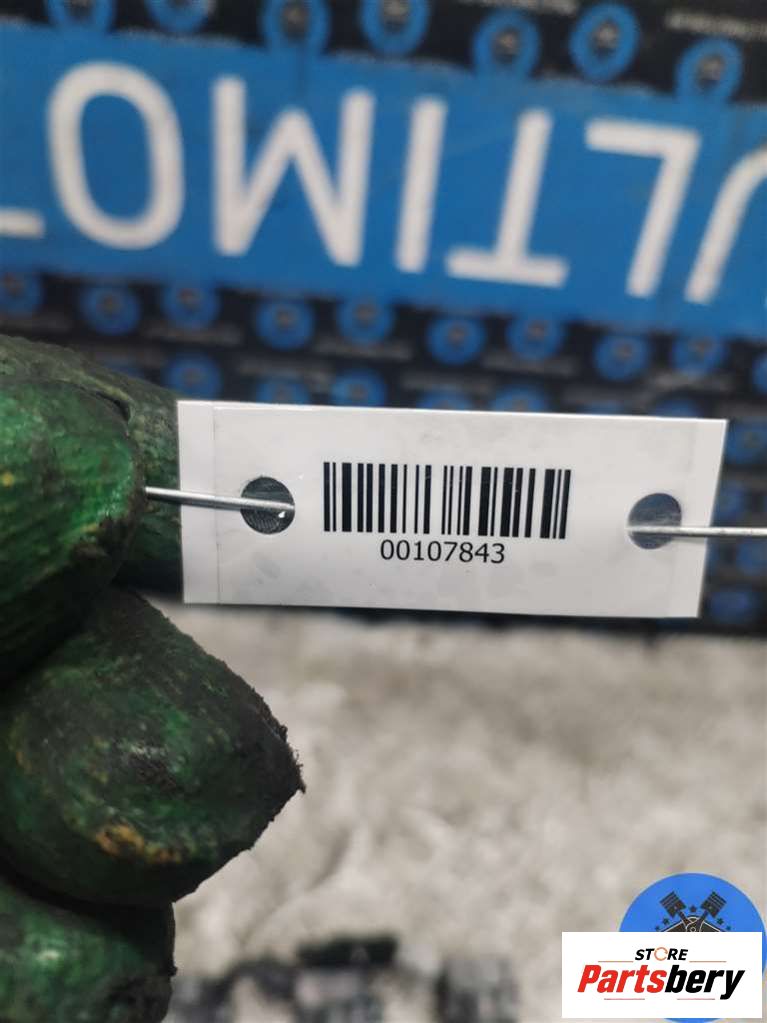 ULTIMO
00107843
STORE
Partsbery